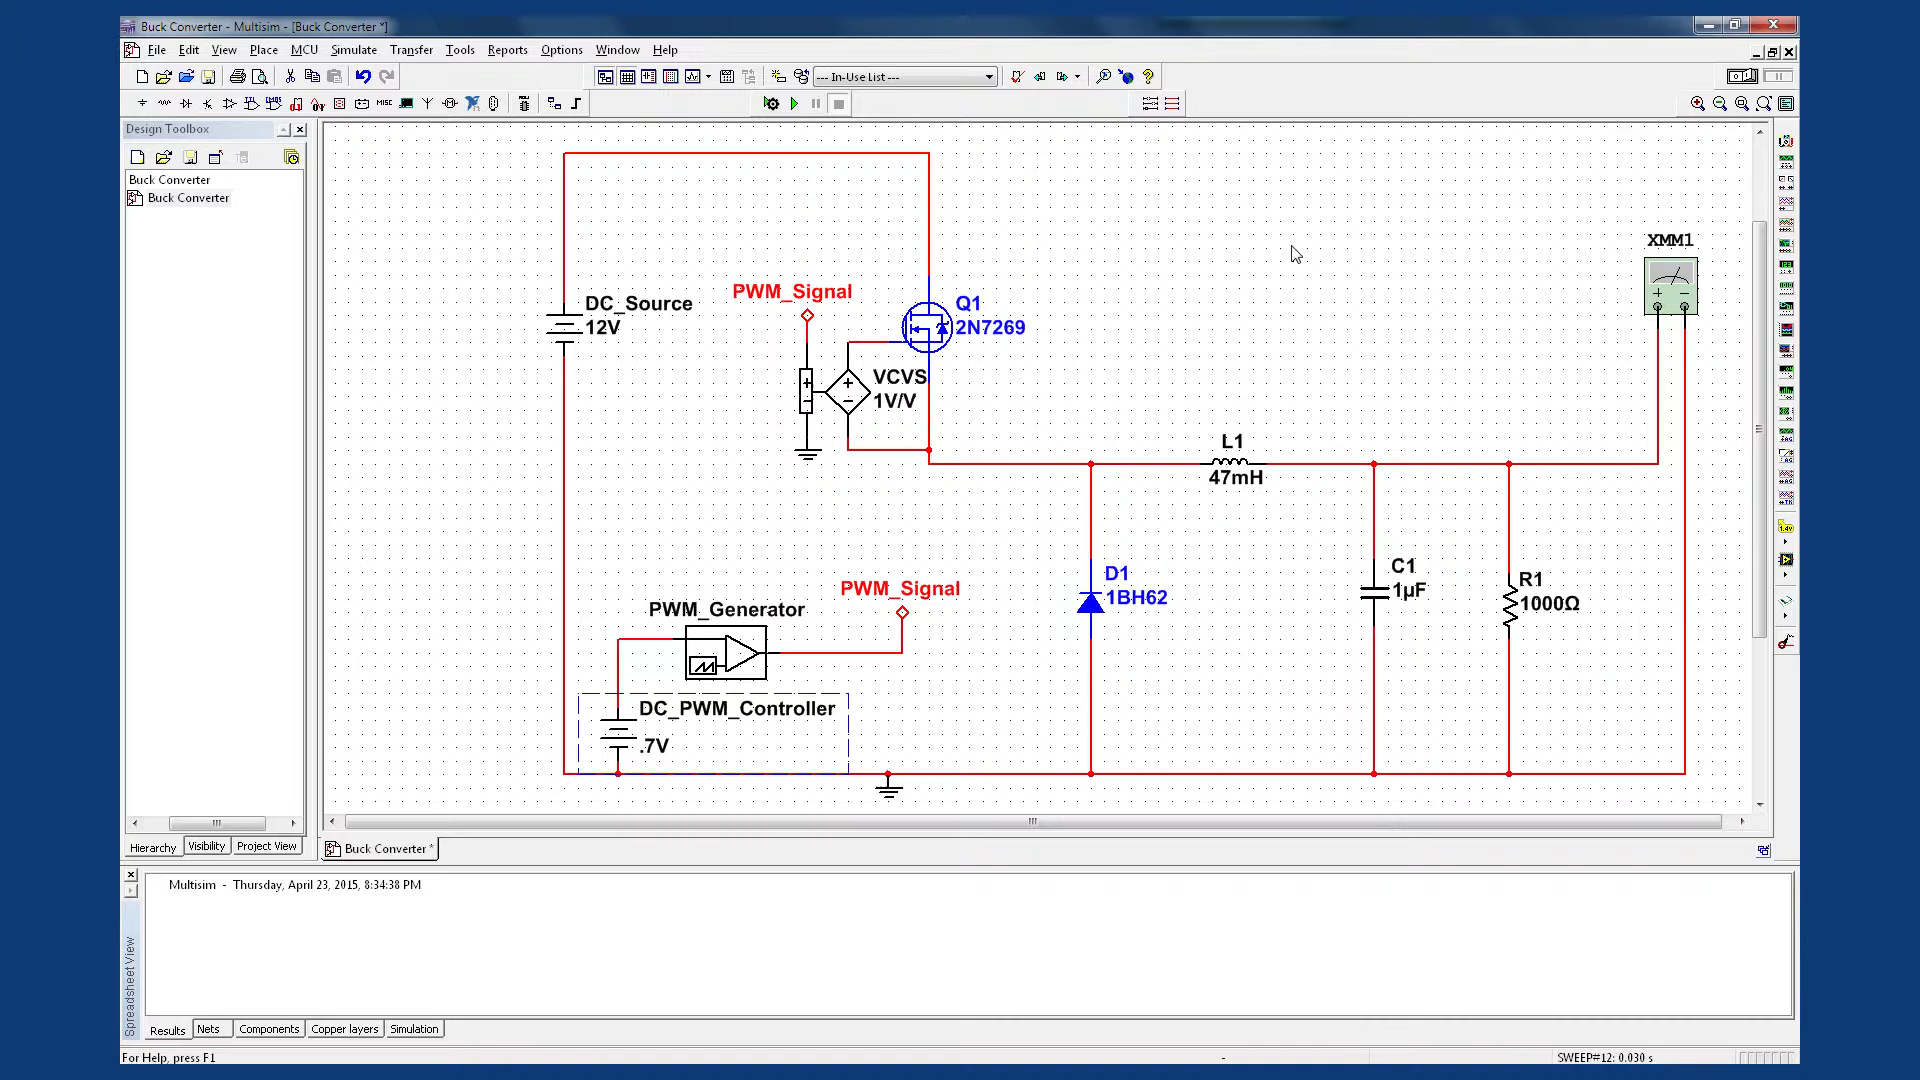 Buck Converter - Multisim - [Buck Converter *]
File Edit View Place MCU Simulate Transfer Tools Reports Options Window Help
--- In-Use List ---
MISC
Design Toolbox
Buck Converter
Buck Converter
XMM1
DC_Source
12V
PWM_Signal
Q1
2N7269
VCVS
1V/V
L1
47mH
PWM_Signal
PWM_Generator
D1
1BH62
C1
1µF
R1
1000Ω
DC_PWM_Controller
.7V
Hierarchy Visibility Project View
Buck Converter *
Multisim - Thursday, April 23, 2015, 8:34:38 PM
Spreadsheet View
Results Nets Components Copper layers Simulation
For Help, press F1
-
SWEEP#12: 0.030 s